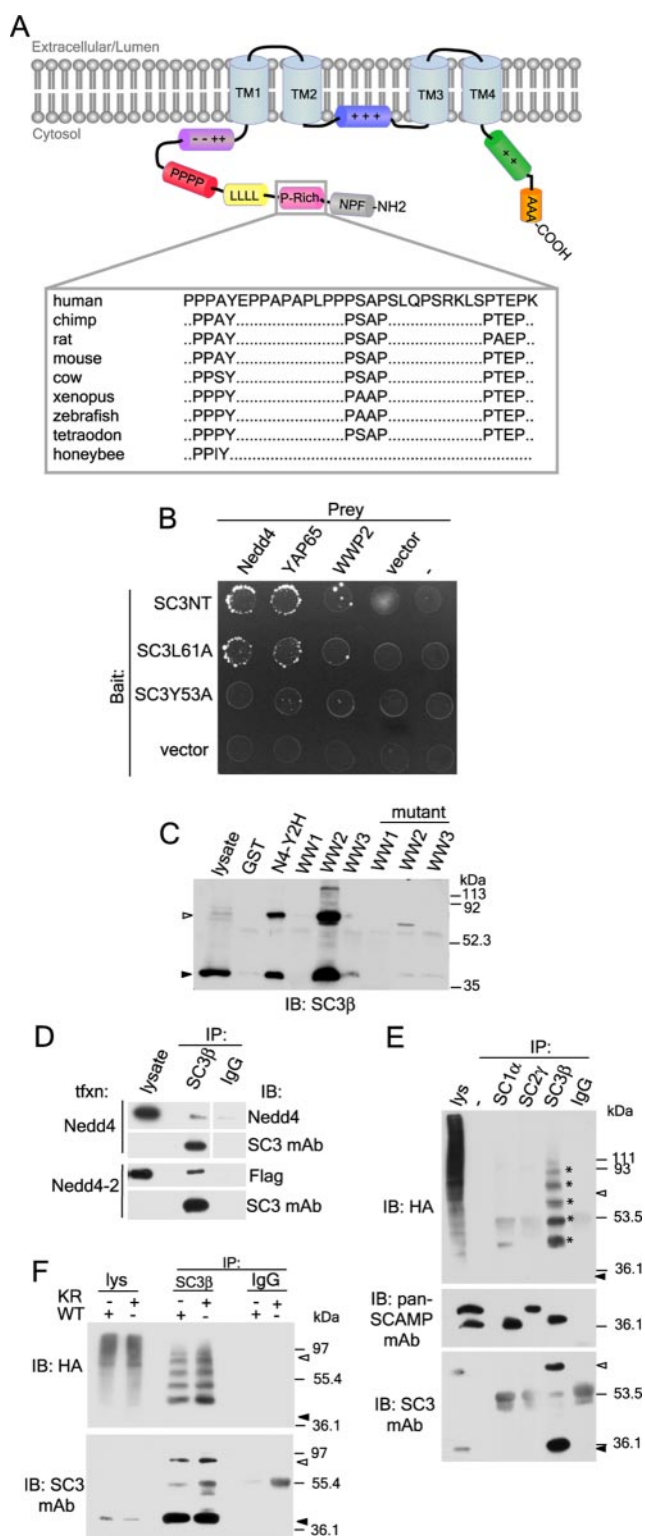 A
Extracellular/Lumen
TM1 TM2 TM3 TM4
Cytosol
- - ++
+ + +
+ +
PPPP
LLLL
P-Rich
NPF -NH2
AAA -COOH
human PPPAYEPPAPAPLPPPSAPSLQPSRKLSPTEPK
chimp ..PPAY......................PSAP......................PTEP..
rat ..PPAY......................PSAP......................PAEP..
mouse ..PPAY......................PSAP......................PTEP..
cow ..PPSY......................PSAP......................PTEP..
xenopus ..PPPY......................PAAP......................PTEP..
zebrafish ..PPPY......................PAAP......................PTEP..
tetraodon ..PPPY......................PSAP......................PTEP..
honeybee ..PPIY............................................................
B
Prey
Nedd4 YAP65 WWP2 vector -
Bait:
SC3NT
SC3L61A
SC3Y53A
vector
C
mutant
lysate GST N4-Y2H WW1 WW2 WW3 WW1 WW2 WW3
kDa
113
92
52.3
35
IB: SC3β
D
IP:
lysate SC3β IgG
tfxn: IB:
Nedd4 Nedd4
SC3 mAb
Nedd4-2 Flag
SC3 mAb
E
IP:
lys - SC1α SC2γ SC3β IgG
kDa
111
93
53.5
36.1
* * * * *
IB: HA
IB: pan-SCAMP mAb
36.1
IB: SC3 mAb
53.5
36.1
F
IP:
lys SC3β IgG
KR - + - + - +
WT + - + - + -
kDa
IB: HA
97
55.4
36.1
IB: SC3 mAb
97
55.4
36.1